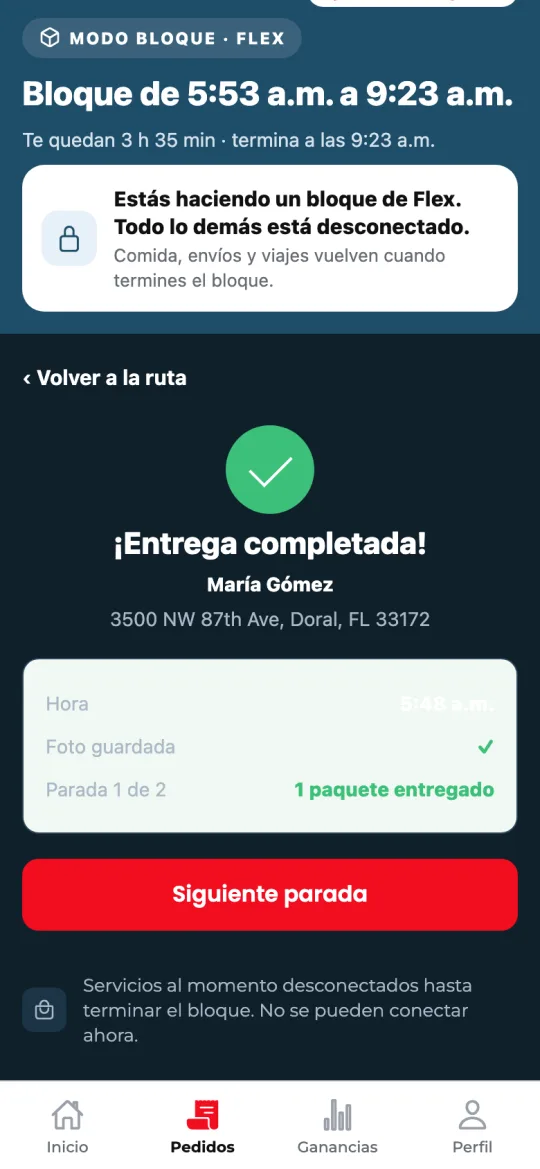 MODO BLOQUE · FLEX
Bloque de 5:53 a.m. a 9:23 a.m.
Te quedan 3 h 35 min · termina a las 9:23 a.m.
Estás haciendo un bloque de Flex.
Todo lo demás está desconectado.
Comida, envíos y viajes vuelven cuando
termines el bloque.
‹ Volver a la ruta
¡Entrega completada!
María Gómez
3500 NW 87th Ave, Doral, FL 33172
Hora 5:48 a.m.
Foto guardada ✓
Parada 1 de 2 1 paquete entregado
Siguiente parada
Servicios al momento desconectados hasta
terminar el bloque. No se pueden conectar
ahora.
Inicio Pedidos Ganancias Perfil